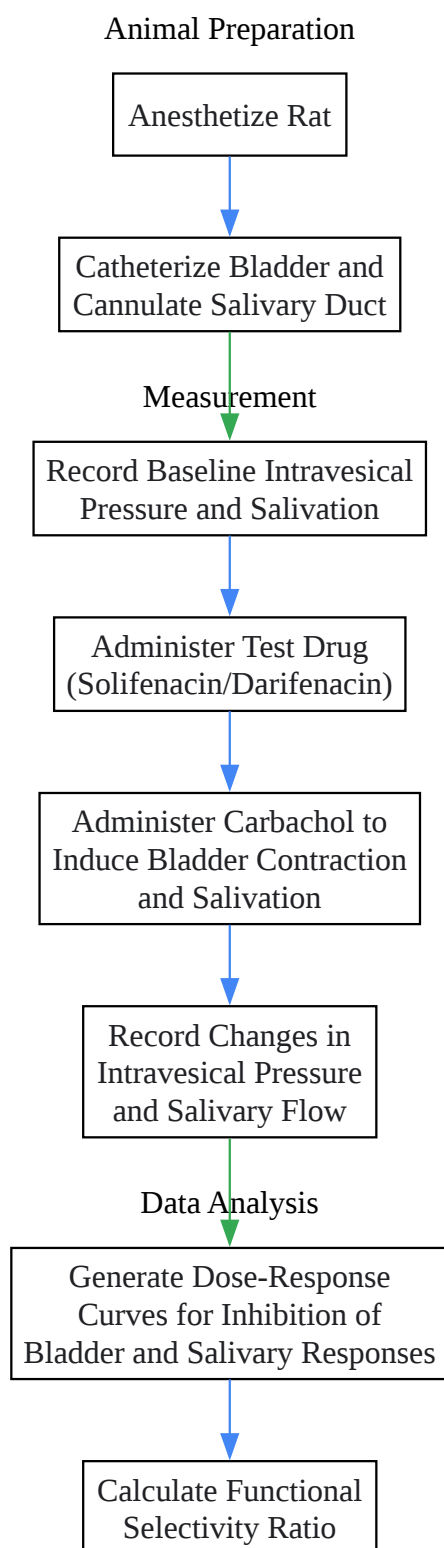 Animal Preparation
Anesthetize Rat
Catheterize Bladder and
Cannulate Salivary Duct
Measurement
Record Baseline Intravesical
Pressure and Salivation
Administer Test Drug
(Solifenacin/Darifenacin)
Administer Carbachol to
Induce Bladder Contraction
and Salivation
Record Changes in
Intravesical Pressure
and Salivary Flow
Data Analysis
Generate Dose-Response
Curves for Inhibition of
Bladder and Salivary Responses
Calculate Functional
Selectivity Ratio